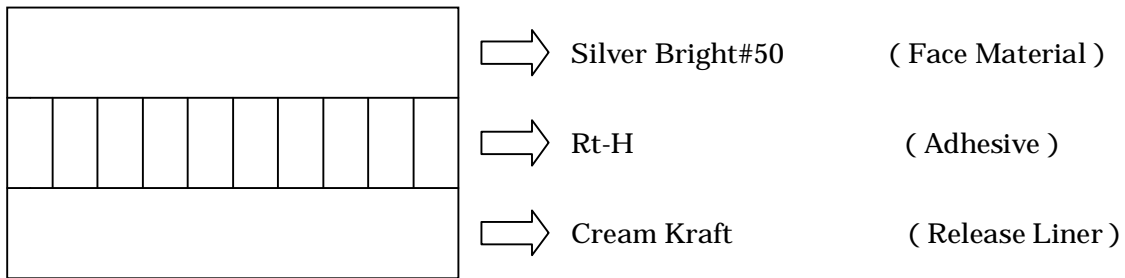 Silver Bright#50 ( Face Material )
Rt-H ( Adhesive )
Cream Kraft ( Release Liner )